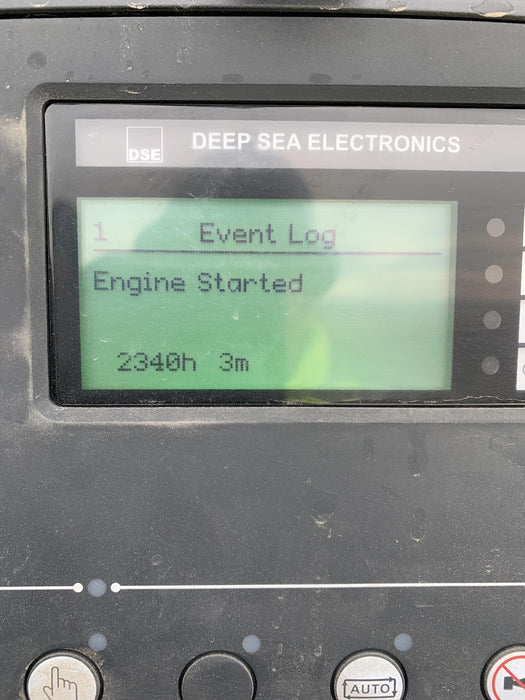 DSE DEEP SEA ELECTRONICS
1 Event Log
Engine Started
2340h 3m
AUTO